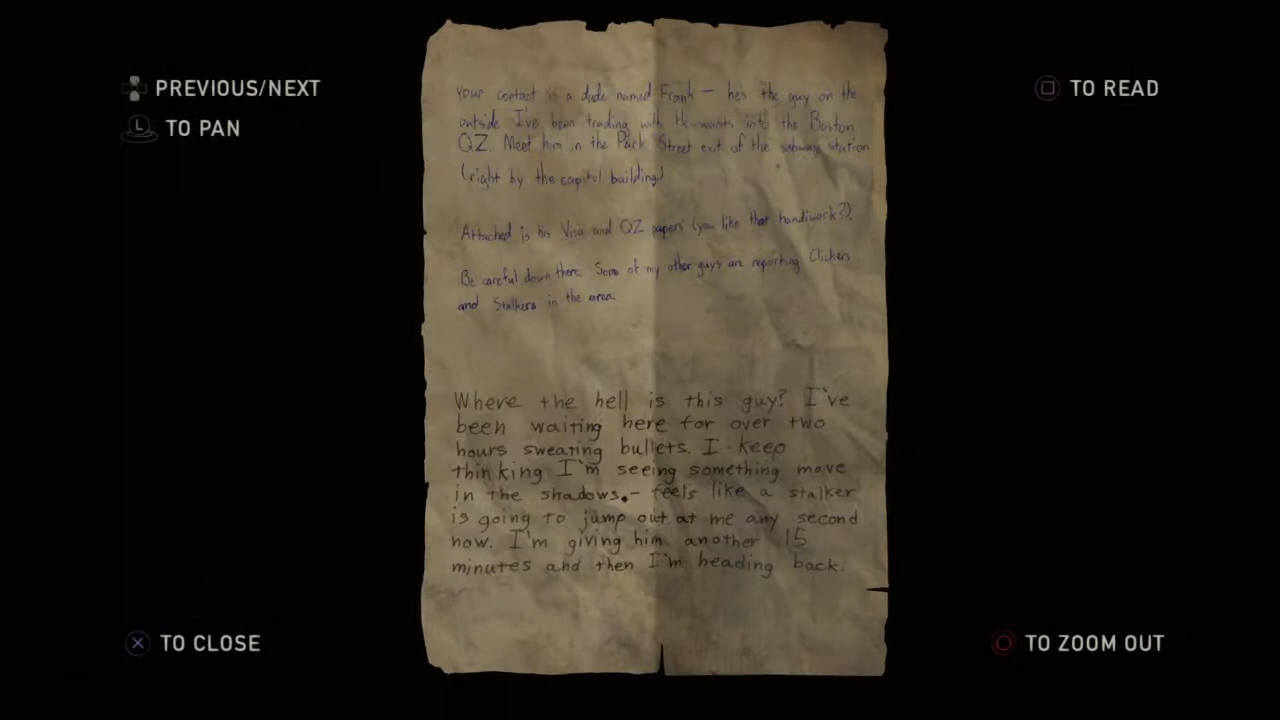 PREVIOUS/NEXT
L TO PAN
TO READ
Your contact is a dude named Frank — he's the guy on the
outside I've been trading with. He wants into the Boston
QZ. Meet him in the Park Street exit of the subway station
(right by the capitol building)
Attached is his Visa and QZ papers (you like that handiwork?).
Be careful down there. Some of my other guys are reporting Clickers
and Stalkers in the area.
Where the hell is this guy? I've
been waiting here for over two
hours sweating bullets. I keep
thinking I'm seeing something move
in the shadows. - feels like a stalker
is going to jump out at me any second
now. I'm giving him another 15
minutes and then I'm heading back.
TO CLOSE
TO ZOOM OUT